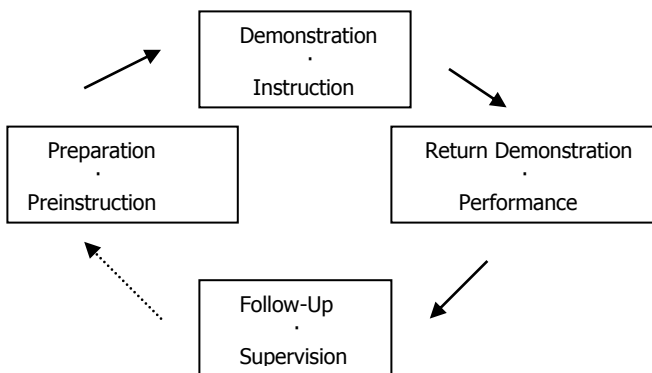 Demonstration
·
Instruction
Preparation
·
Preinstruction
Return Demonstration
·
Performance
Follow-Up
·
Supervision